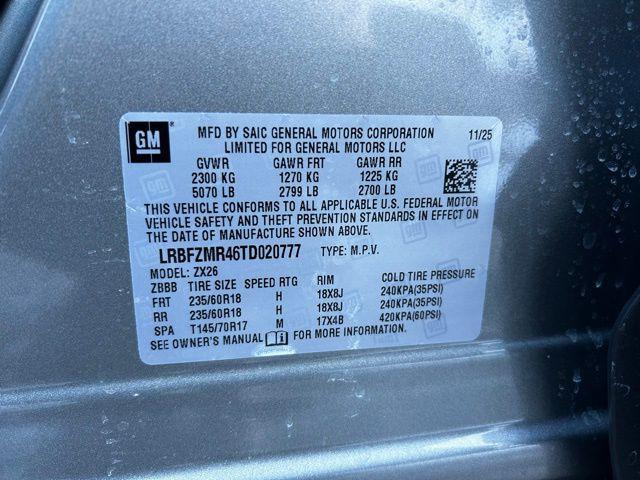 GM
MFD BY SAIC GENERAL MOTORS CORPORATION 11/25
LIMITED FOR GENERAL MOTORS LLC
GVWR GAWR FRT GAWR RR
2300 KG 1270 KG 1225 KG
5070 LB 2799 LB 2700 LB
THIS VEHICLE CONFORMS TO ALL APPLICABLE U.S. FEDERAL MOTOR
VEHICLE SAFETY AND THEFT PREVENTION STANDARDS IN EFFECT ON
THE DATE OF MANUFACTURE SHOWN ABOVE.
LRBFZMR46TD020777 TYPE: M.P.V.
MODEL: ZX26
ZBBB TIRE SIZE SPEED RTG RIM COLD TIRE PRESSURE
FRT 235/60R18 H 18X8J 240KPA(35PSI)
RR 235/60R18 H 18X8J 240KPA(35PSI)
SPA T145/70R17 M 17X4B 420KPA(60PSI)
SEE OWNER'S MANUAL FOR MORE INFORMATION.